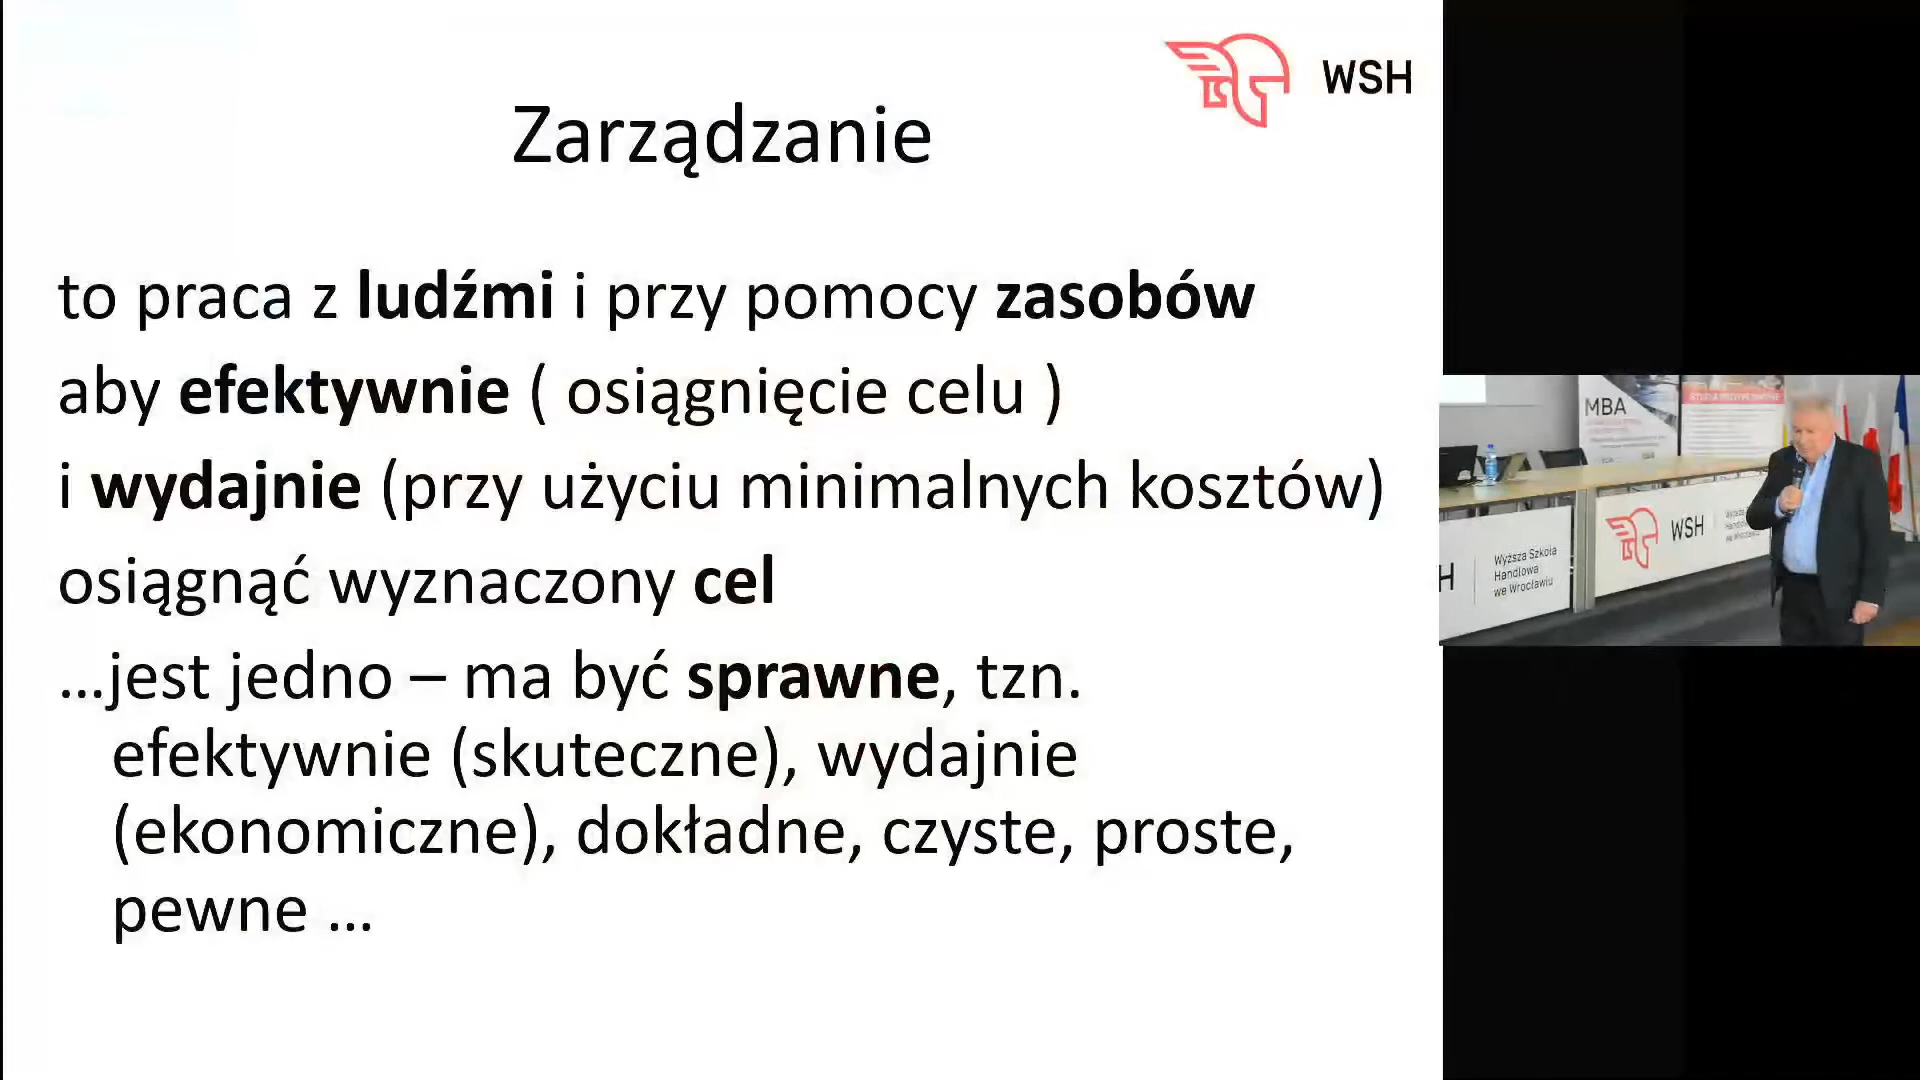 WSH
Zarządzanie
to praca z ludźmi i przy pomocy zasobów
aby efektywnie ( osiągnięcie celu )
i wydajnie (przy użyciu minimalnych kosztów)
osiągnąć wyznaczony cel
...jest jedno – ma być sprawne, tzn.
efektywnie (skuteczne), wydajnie
(ekonomiczne), dokładne, czyste, proste,
pewne ...
MBA
WSH
H
Wyższa Szkoła
Handlowa
we Wrocławiu